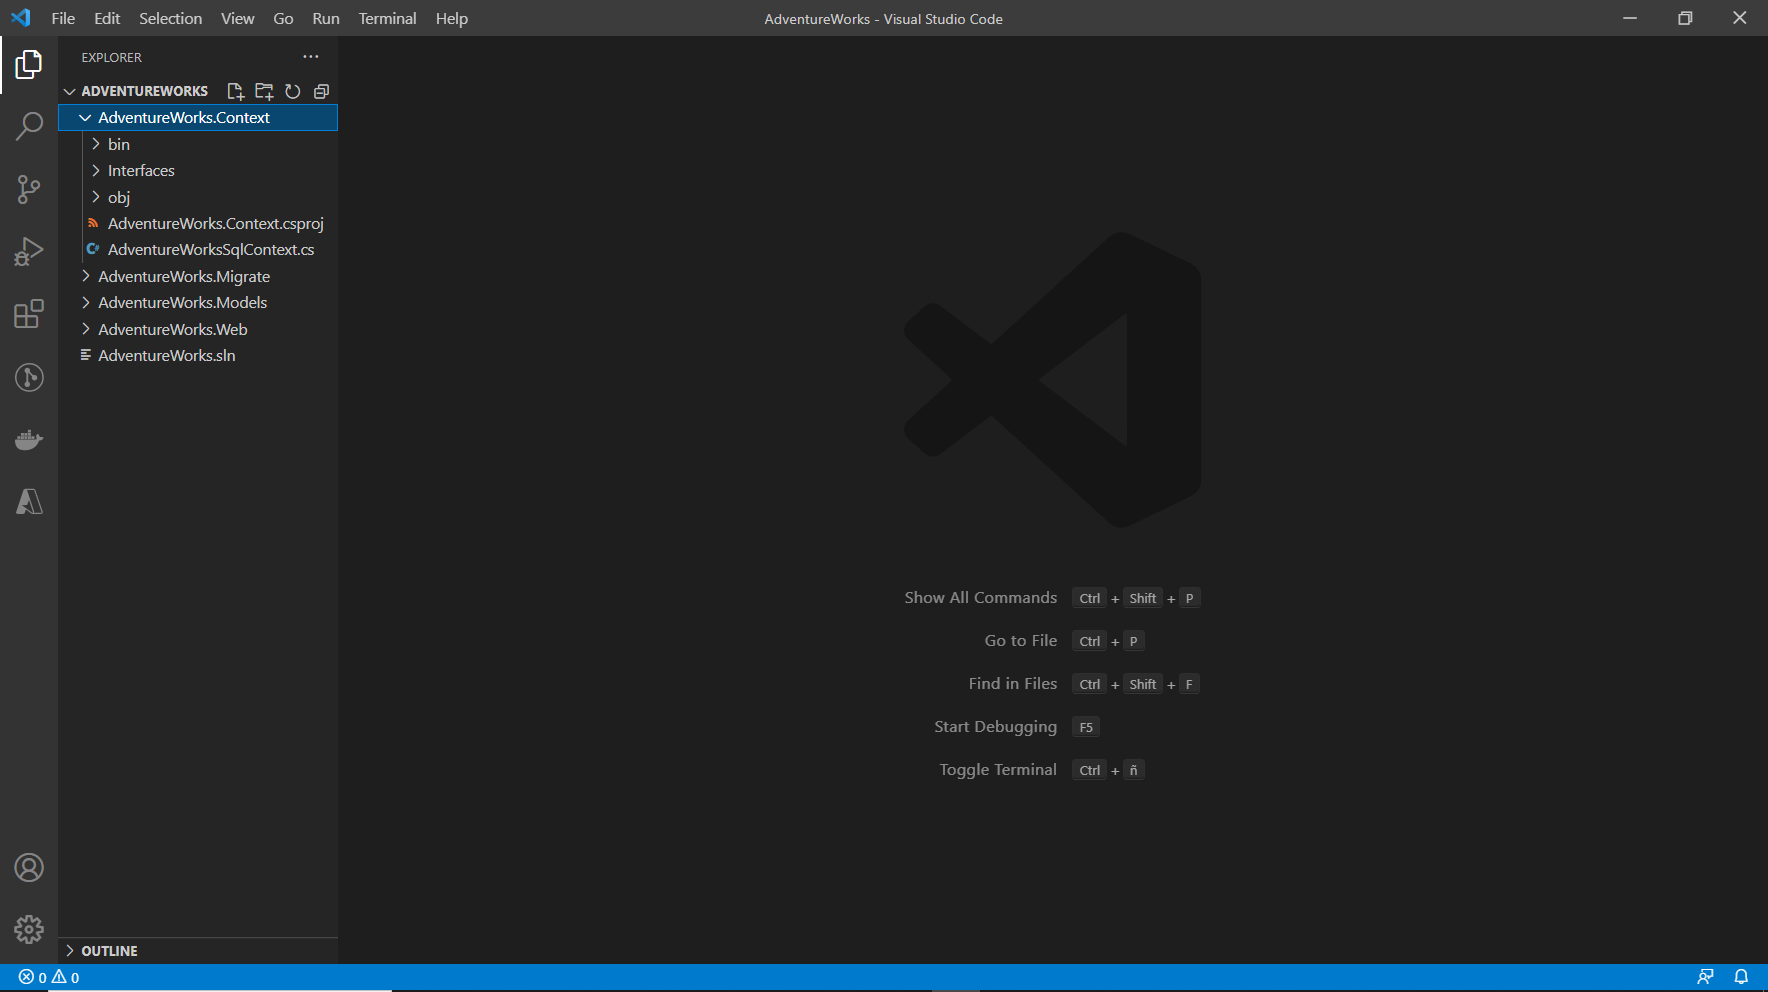 File Edit Selection View Go Run Terminal Help
AdventureWorks - Visual Studio Code
EXPLORER
ADVENTUREWORKS
AdventureWorks.Context
bin
Interfaces
obj
AdventureWorks.Context.csproj
AdventureWorksSqlContext.cs
AdventureWorks.Migrate
AdventureWorks.Models
AdventureWorks.Web
AdventureWorks.sln
Show All Commands Ctrl + Shift + P
Go to File Ctrl + P
Find in Files Ctrl + Shift + F
Start Debugging F5
Toggle Terminal Ctrl + ñ
OUTLINE
0 0